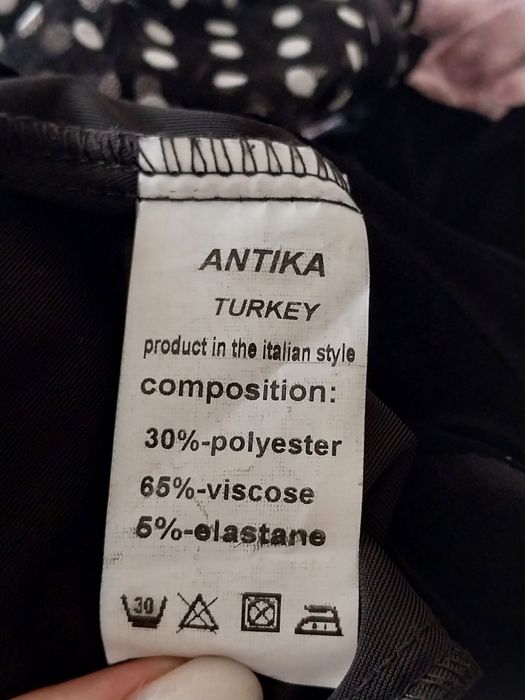 ANTIKA
TURKEY
product in the italian style
composition:
30%-polyester
65%-viscose
5%-elastane
30